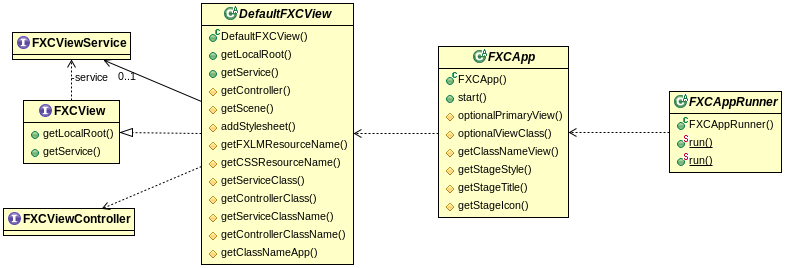 FXCViewService
-service
0..1
FXCView
getLocalRoot()
getService()
FXCViewController
DefaultFXCView
DefaultFXCView()
getLocalRoot()
getService()
getController()
getScene()
addStylesheet()
getFXLMResourceName()
getCSSResourceName()
getServiceClass()
getControllerClass()
getServiceClassName()
getControllerClassName()
getClassNameApp()
FXCApp
FXCApp()
start()
optionalPrimaryView()
optionalViewClass()
getClassNameView()
getStageStyle()
getStageTitle()
getStageIcon()
FXCAppRunner
FXCAppRunner()
run()
run()